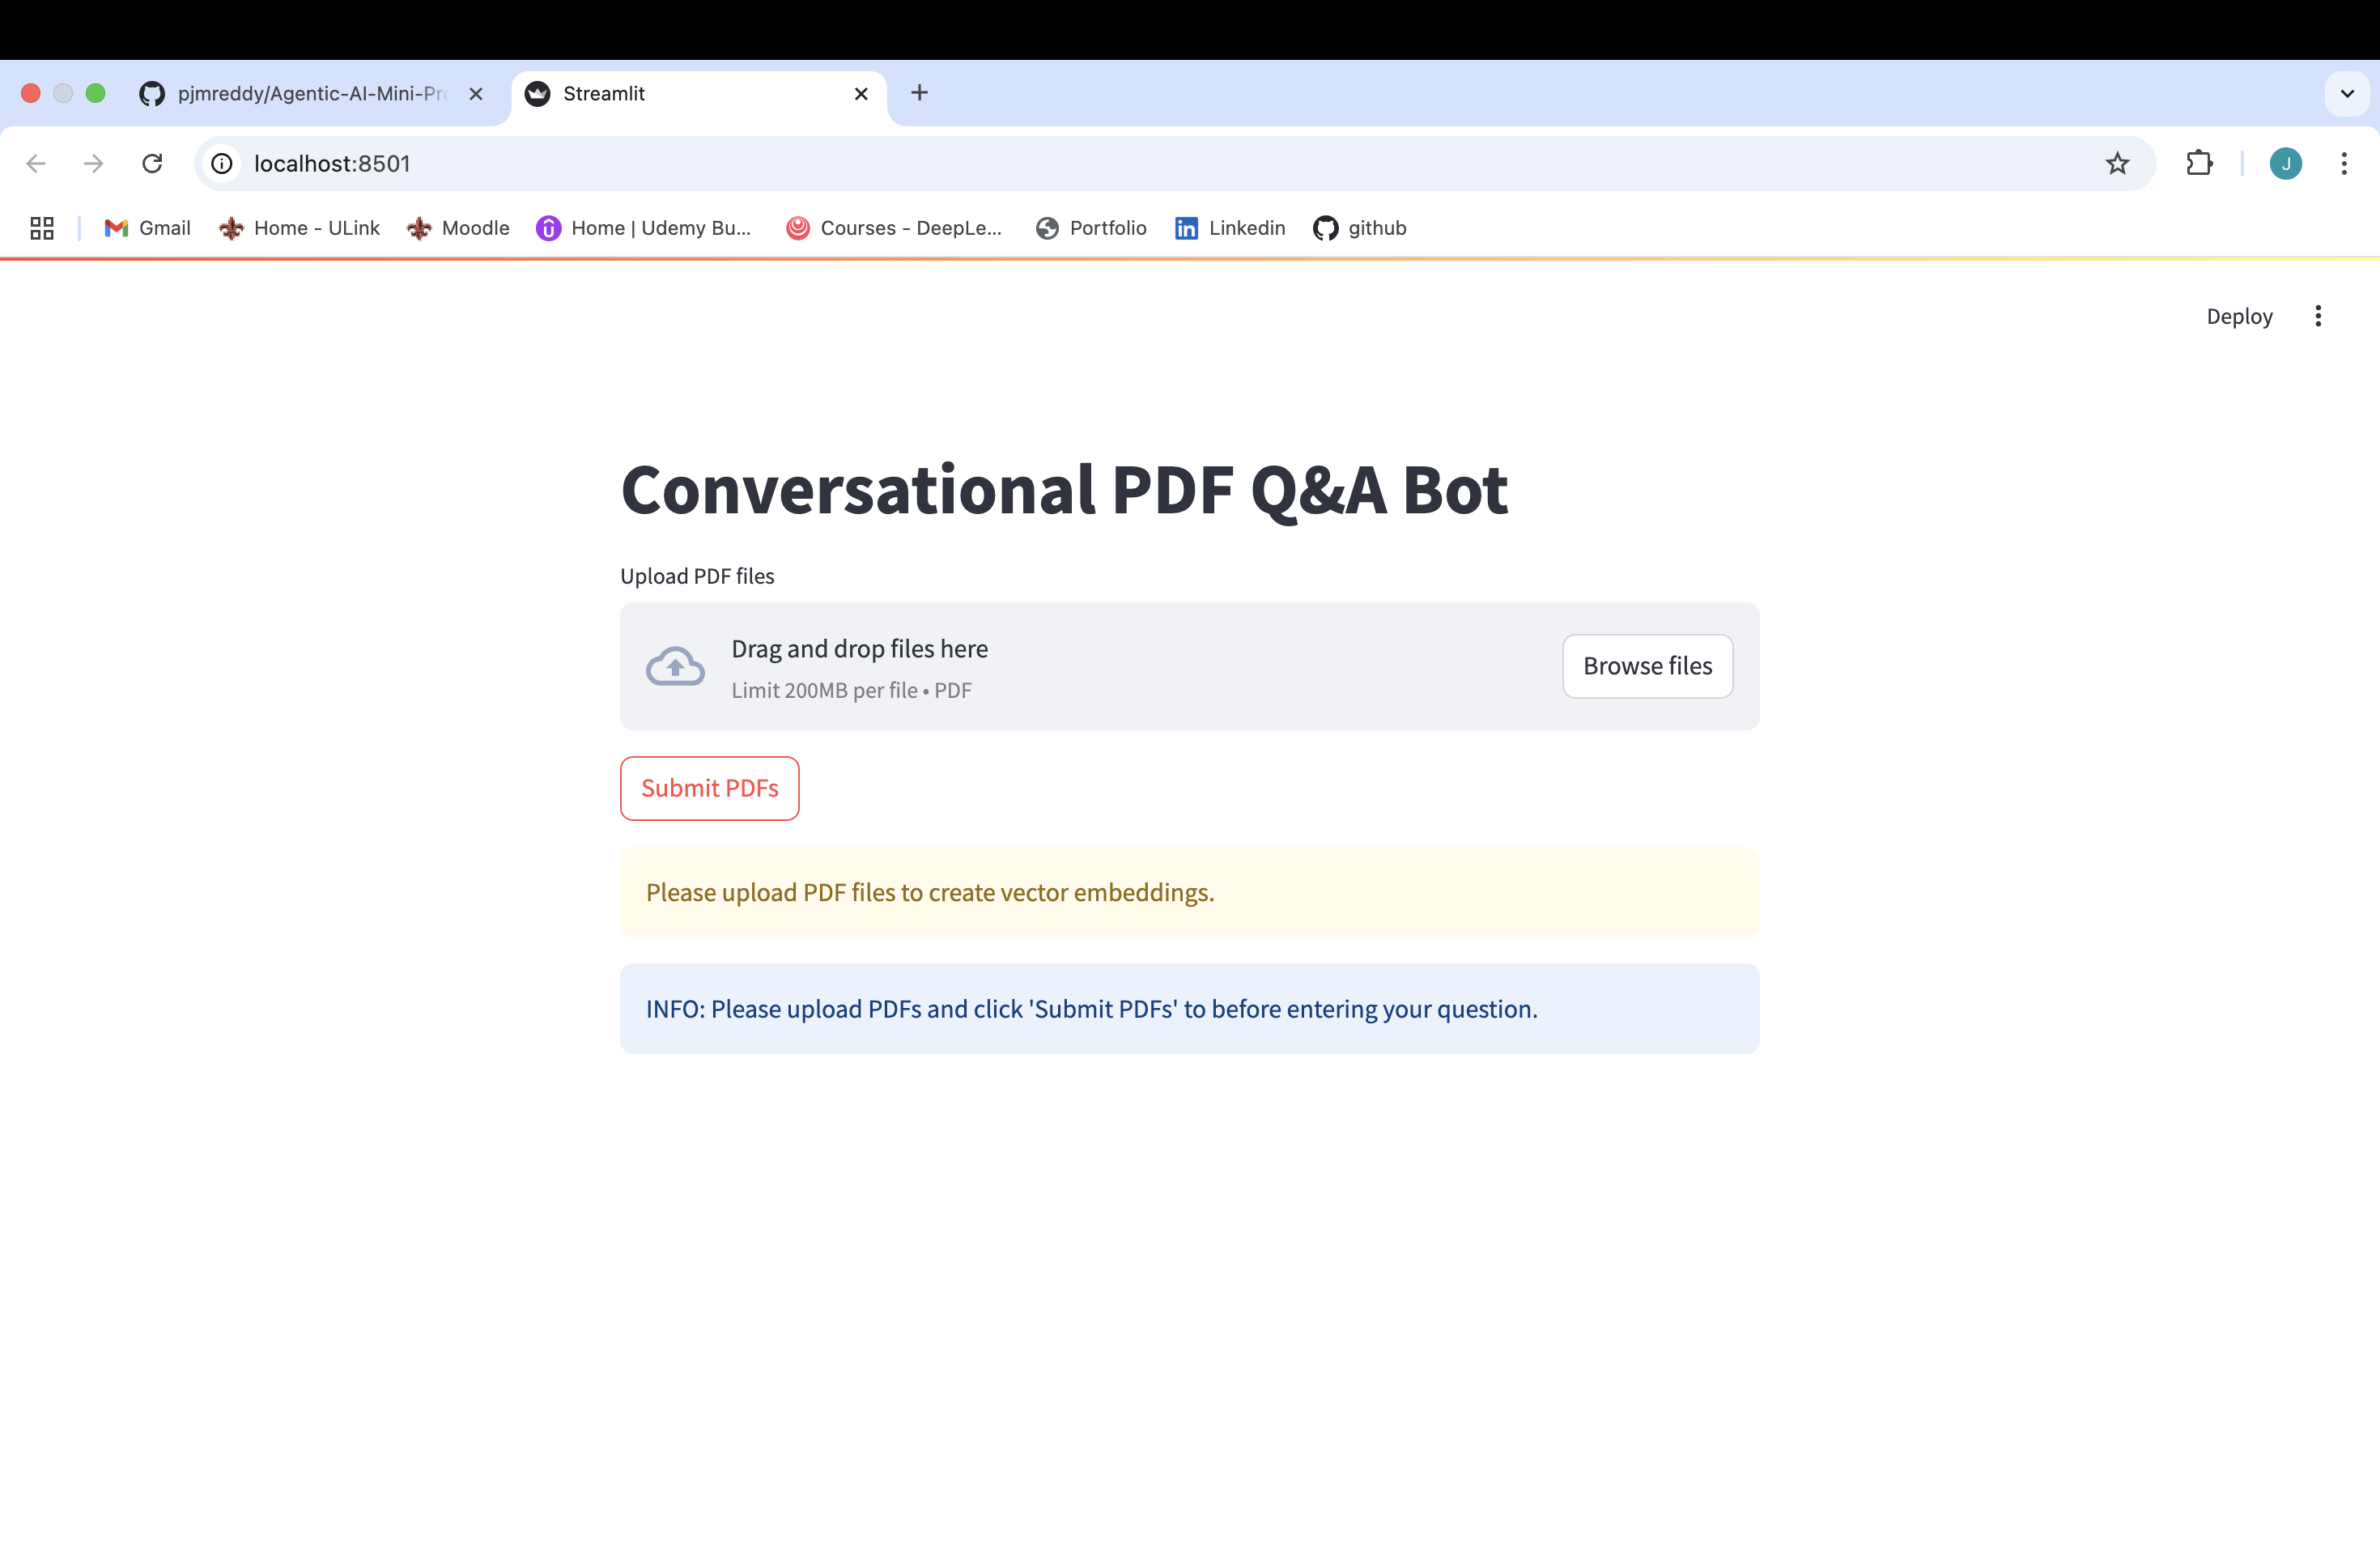 pjmreddy/Agentic-AI-Mini-Pr
Streamlit
localhost:8501
J
Gmail
Home - ULink
Moodle
Home | Udemy Bu...
Courses - DeepLe...
Portfolio
Linkedin
github
Deploy
Conversational PDF Q&A Bot
Upload PDF files
Drag and drop files here
Limit 200MB per file • PDF
Browse files
Submit PDFs
Please upload PDF files to create vector embeddings.
INFO: Please upload PDFs and click 'Submit PDFs' to before entering your question.